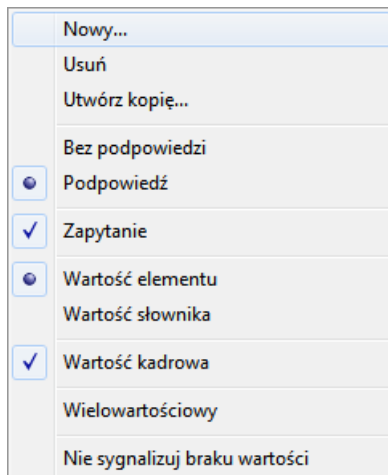 Nowy...
Usuń
Utwórz kopię...
Bez podpowiedzi
Podpowiedź
Zapytanie
Wartość elementu
Wartość słownika
Wartość kadrowa
Wielowartościowy
Nie sygnalizuj braku wartości